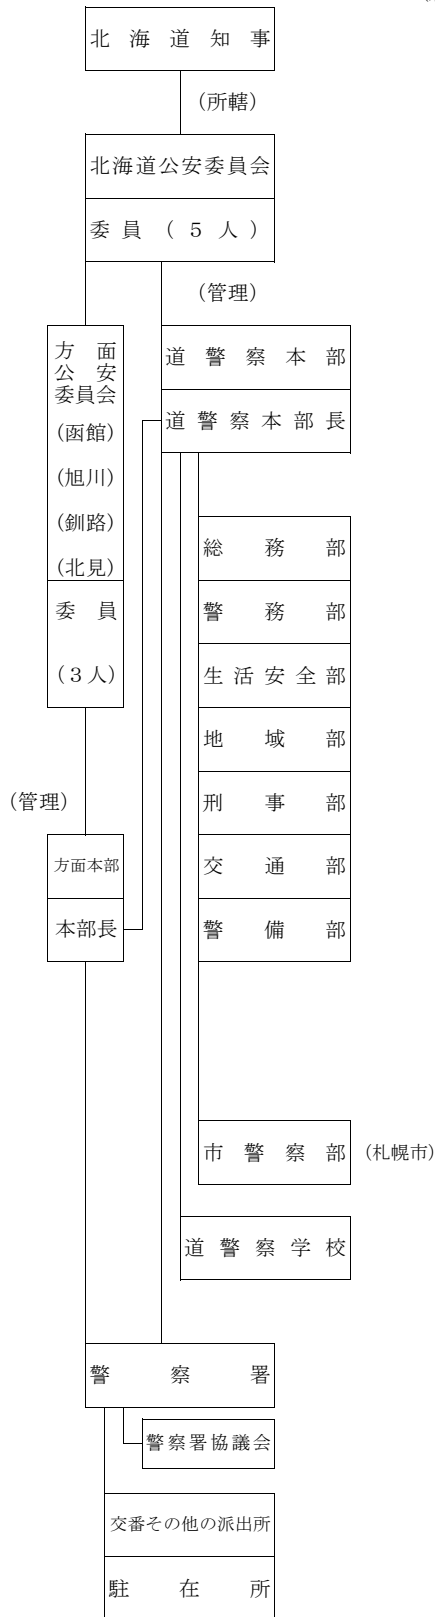 北海道知事
（所轄）
北海道公安委員会
委員（５人）
（管理）
方面
公安
委員会
(函館)
(旭川)
(釧路)
(北見)
委員
（３人）
道警察本部
道警察本部長
総務部
警務部
生活安全部
地域部
刑事部
交通部
警備部
（管理）
方面本部
本部長
市警察部
（札幌市）
道警察学校
警察署
警察署協議会
交番その他の派出所
駐在所